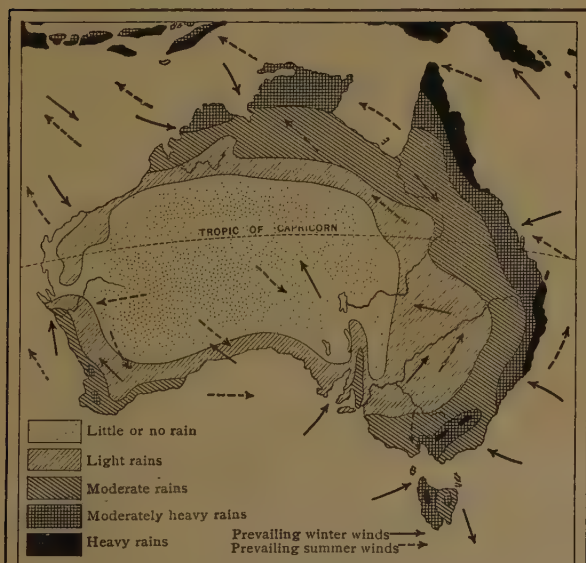 TROPIC OF CAPRICORN
Little or no rain
Light rains
Moderate rains
Moderately heavy rains
Heavy rains
Prevailing winter winds
Prevailing summer winds